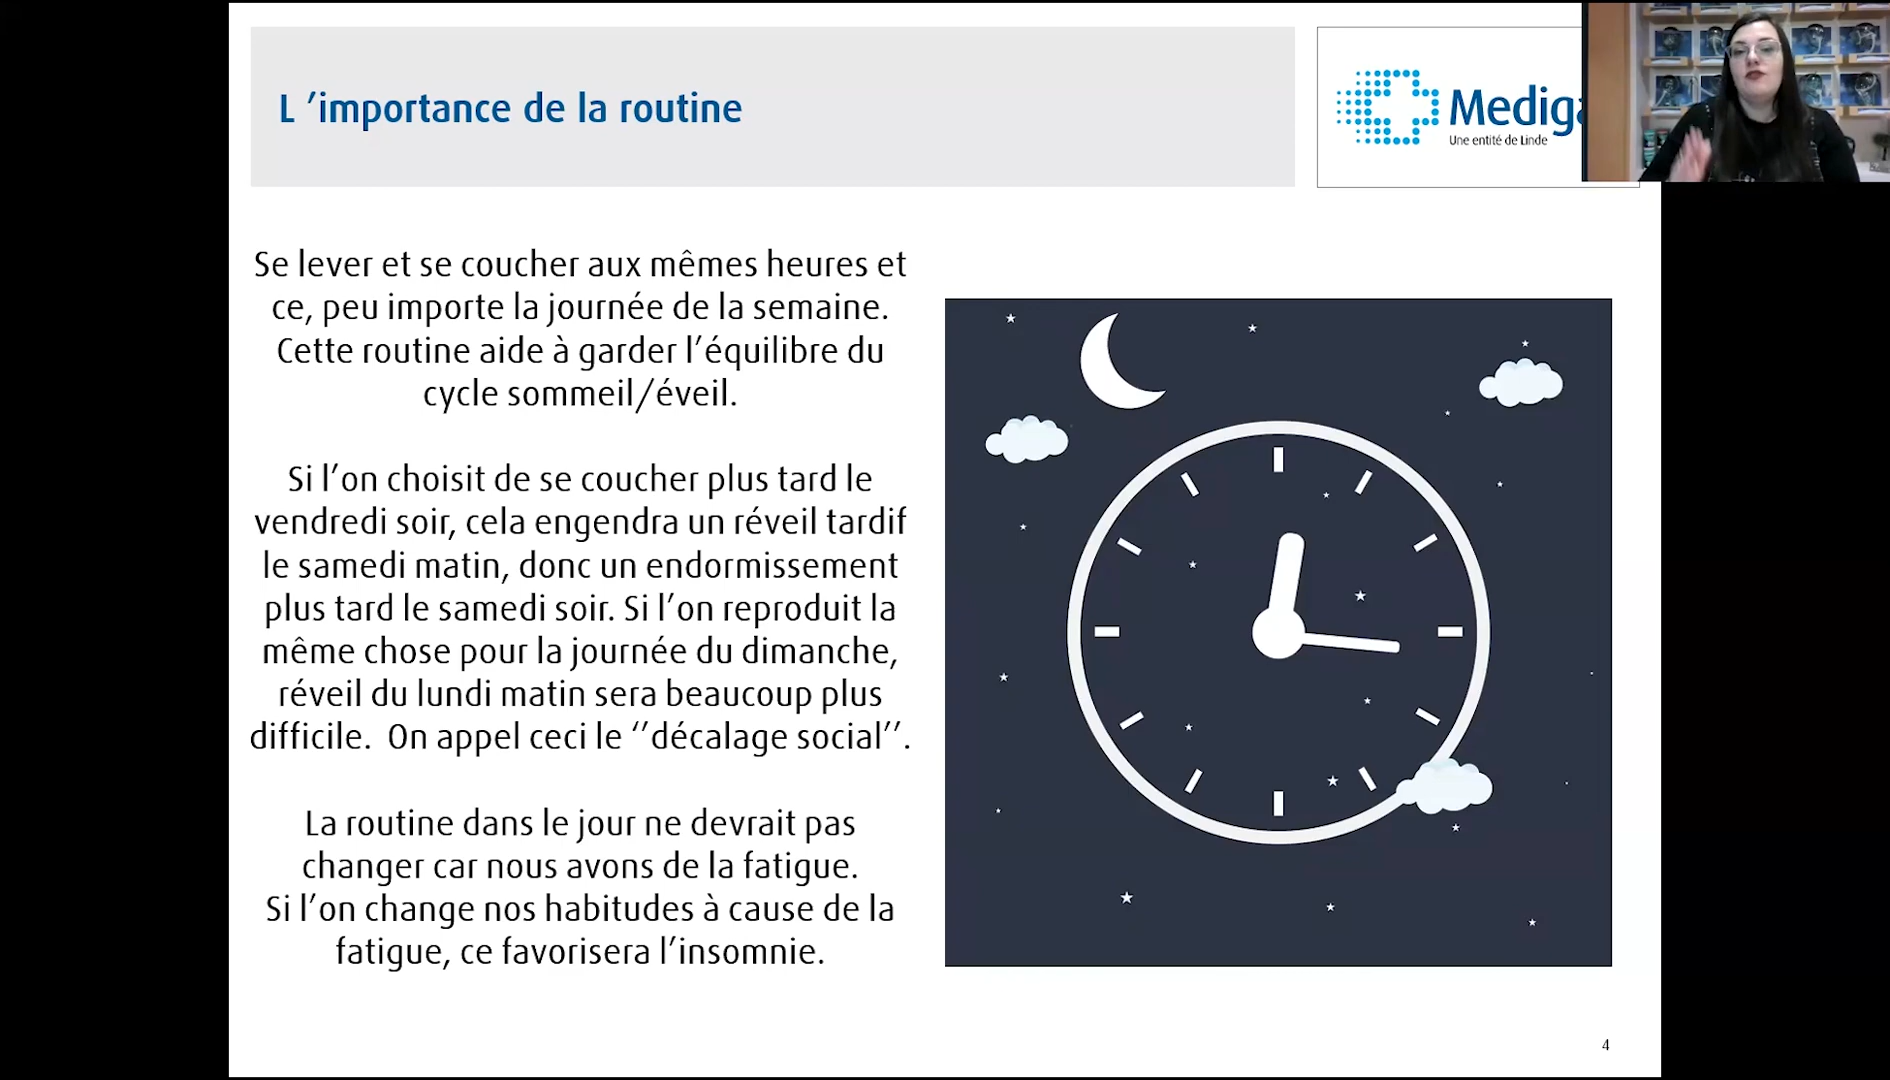 L ’importance de la routine
Une entité de Linde
Se lever et se coucher aux mêmes heures et
ce, peu importe la journée de la semaine.
Cette routine aide à garder l’équilibre du
cycle sommeil/éveil.
Si l’on choisit de se coucher plus tard le
vendredi soir, cela engendra un réveil tardif
le samedi matin, donc un endormissement
plus tard le samedi soir. Si l’on reproduit la
même chose pour la journée du dimanche,
réveil du lundi matin sera beaucoup plus
difficile.  On appel ceci le ‘’décalage social’’.
La routine dans le jour ne devrait pas
changer car nous avons de la fatigue.
Si l’on change nos habitudes à cause de la
fatigue, ce favorisera l’insomnie.
4